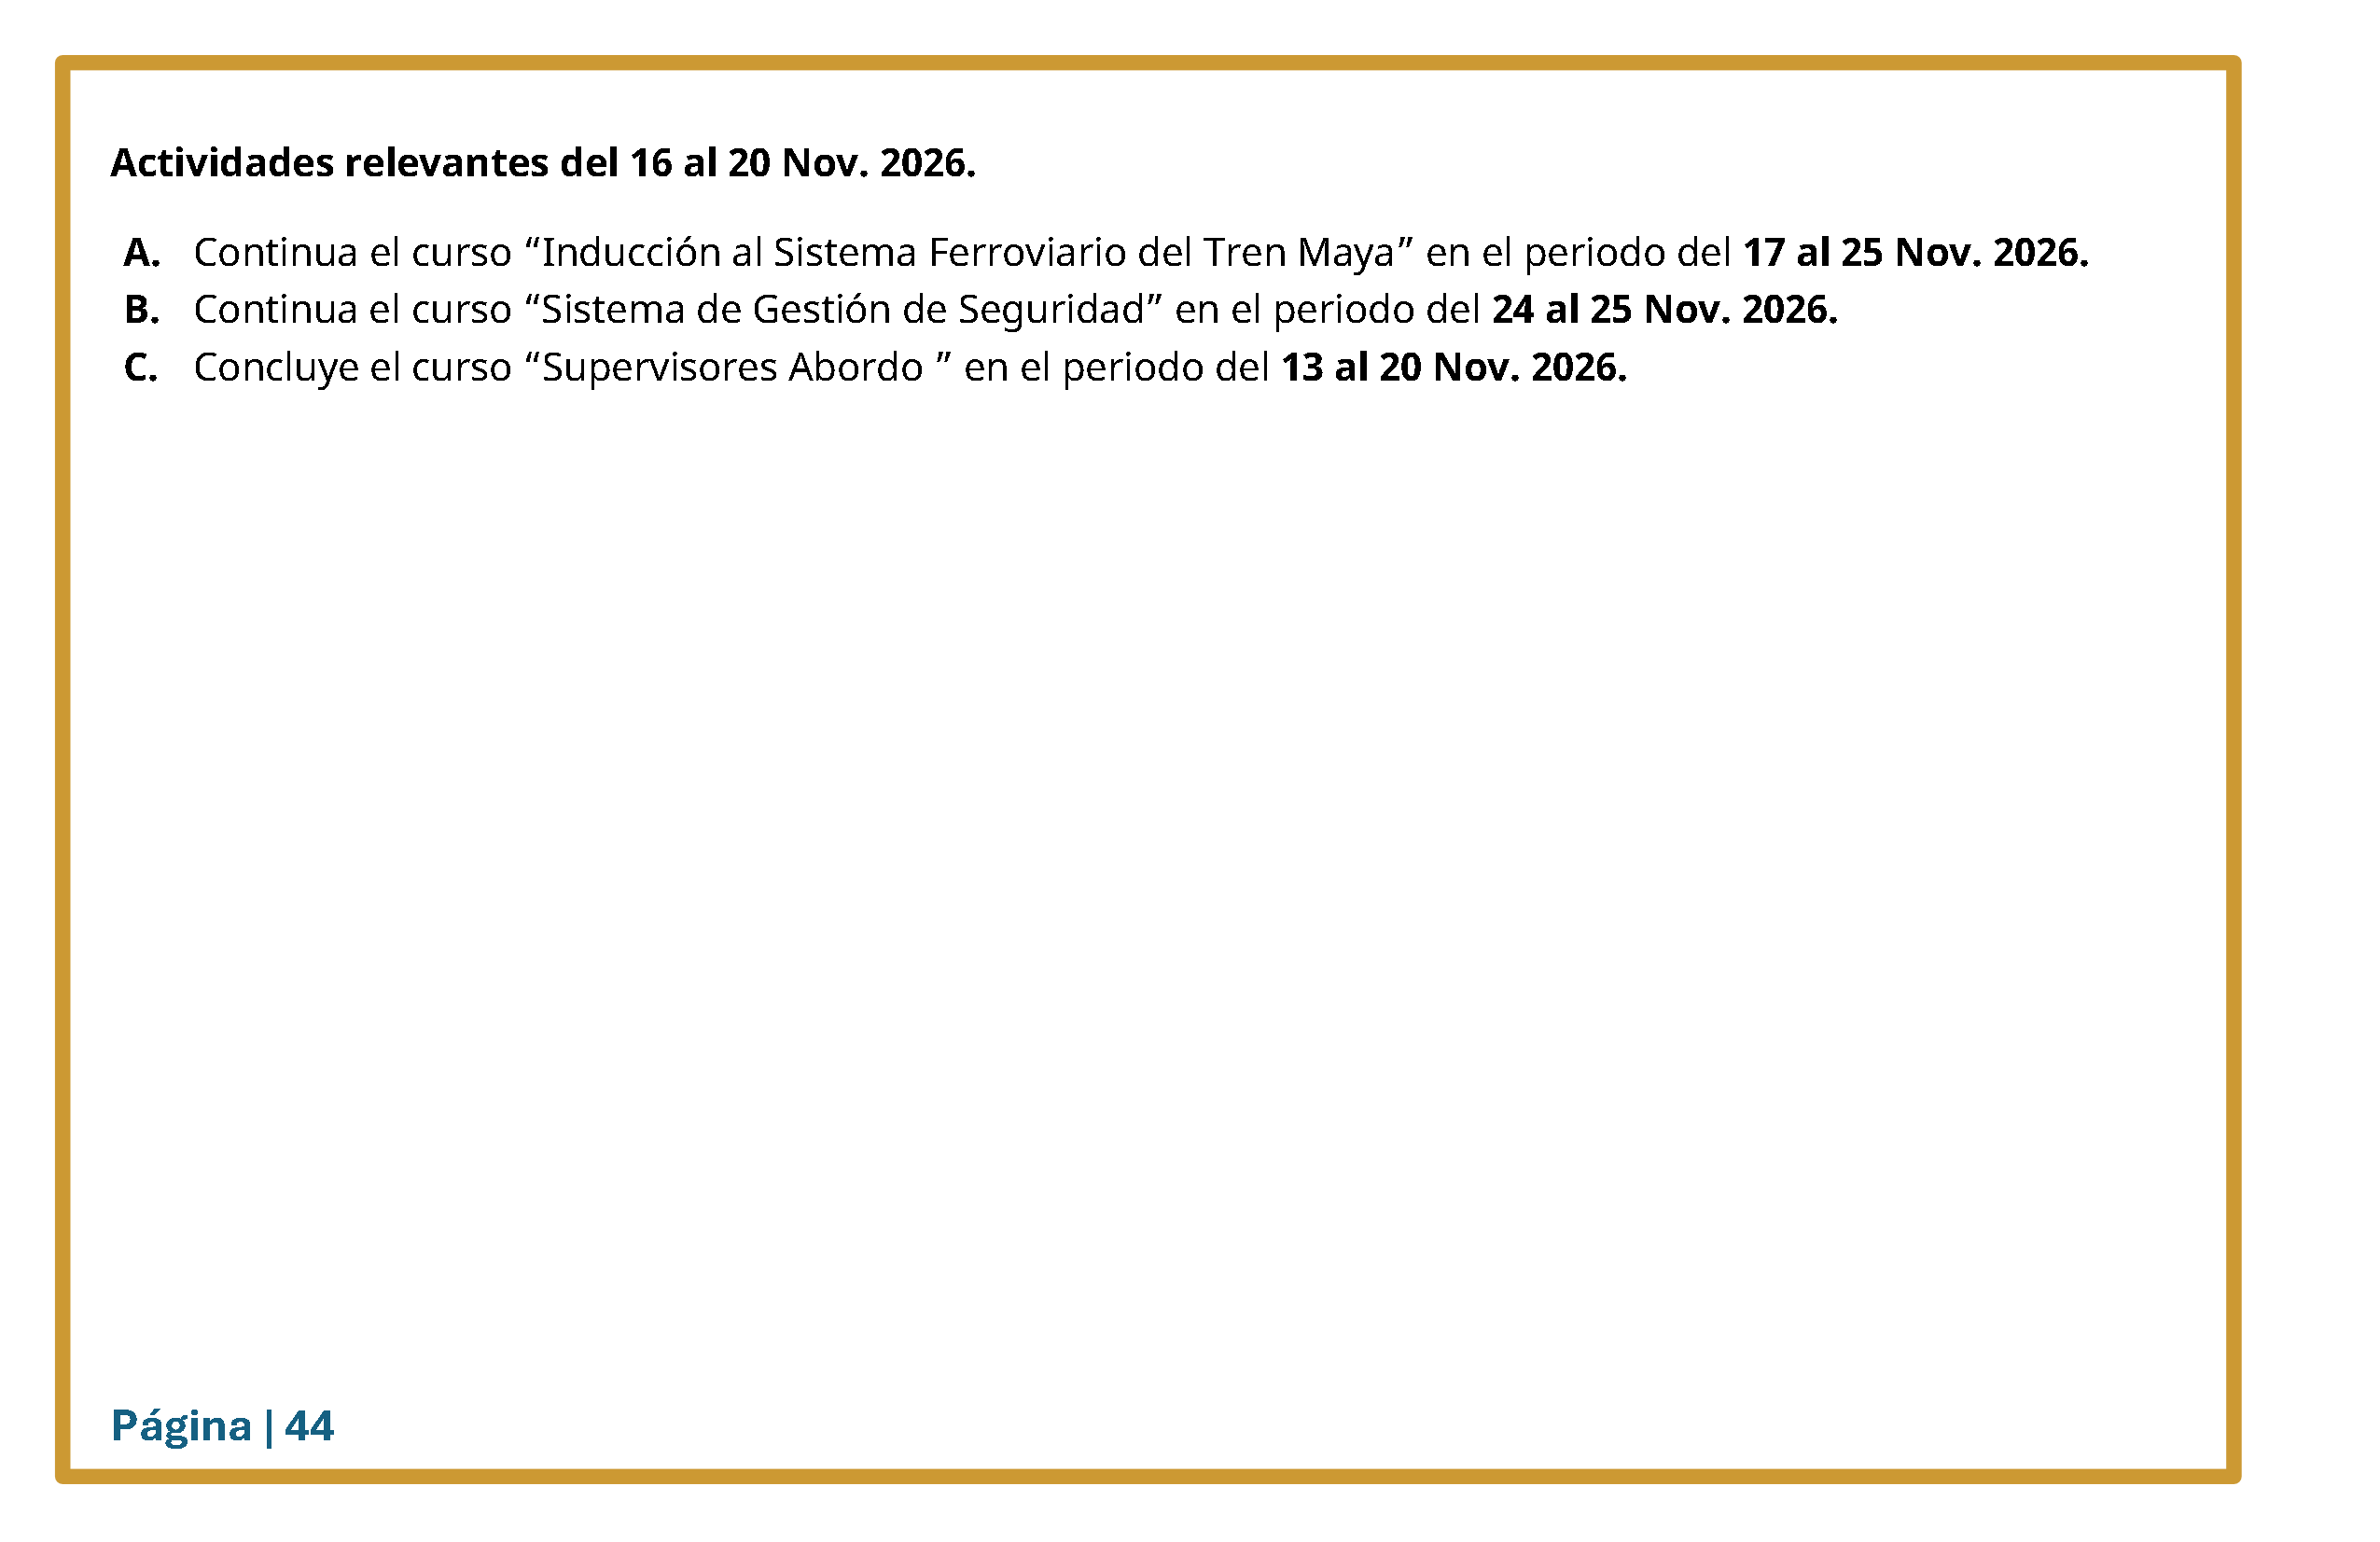 Actividades relevantes del 16 al 20 Nov. 2026.
A. Continua el curso “Inducción al Sistema Ferroviario del Tren Maya” en el periodo del 17 al 25 Nov. 2026.
B. Continua el curso “Sistema de Gestión de Seguridad” en el periodo del 24 al 25 Nov. 2026.
C. Concluye el curso “Supervisores Abordo ” en el periodo del 13 al 20 Nov. 2026.
Página | 44